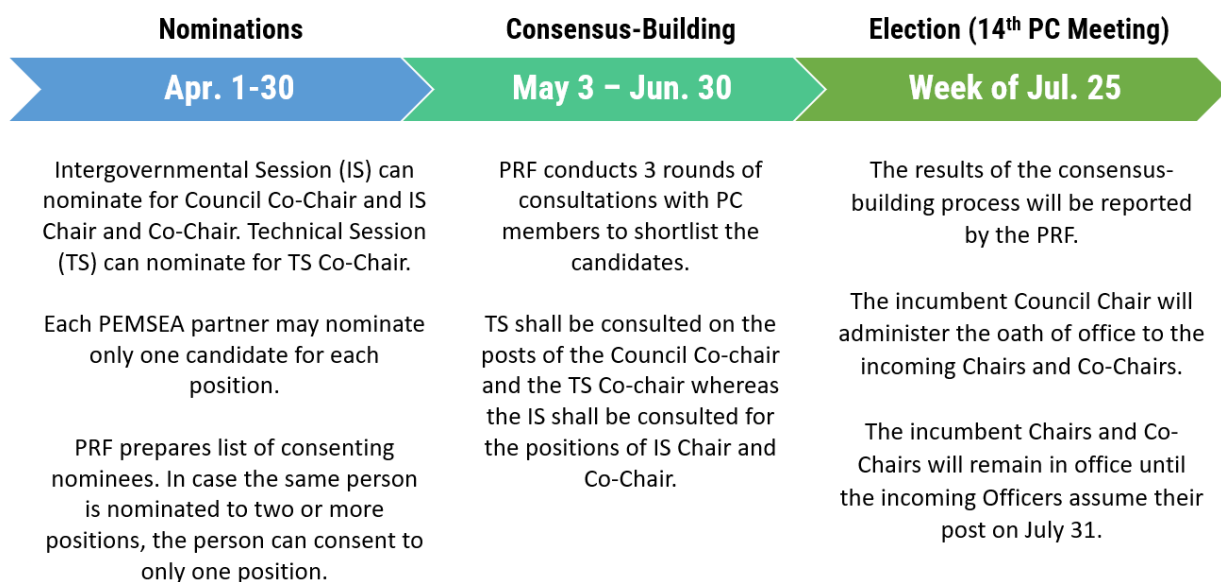 Nominations
Apr. 1-30
Intergovernmental Session (IS) can
nominate for Council Co-Chair and IS
Chair and Co-Chair. Technical Session
(TS) can nominate for TS Co-Chair.
Each PEMSEA partner may nominate
only one candidate for each
position.
PRF prepares list of consenting
nominees. In case the same person
is nominated to two or more
positions, the person can consent to
only one position.
Consensus-Building
May 3 – Jun. 30
PRF conducts 3 rounds of
consultations with PC
members to shortlist the
candidates.
TS shall be consulted on the
posts of the Council Co-chair
and the TS Co-chair whereas
the IS shall be consulted for
the positions of IS Chair and
Co-Chair.
Election (14th PC Meeting)
Week of Jul. 25
The results of the consensus-
building process will be reported
by the PRF.
The incumbent Council Chair will
administer the oath of office to the
incoming Chairs and Co-Chairs.
The incumbent Chairs and Co-
Chairs will remain in office until
the incoming Officers assume their
post on July 31.